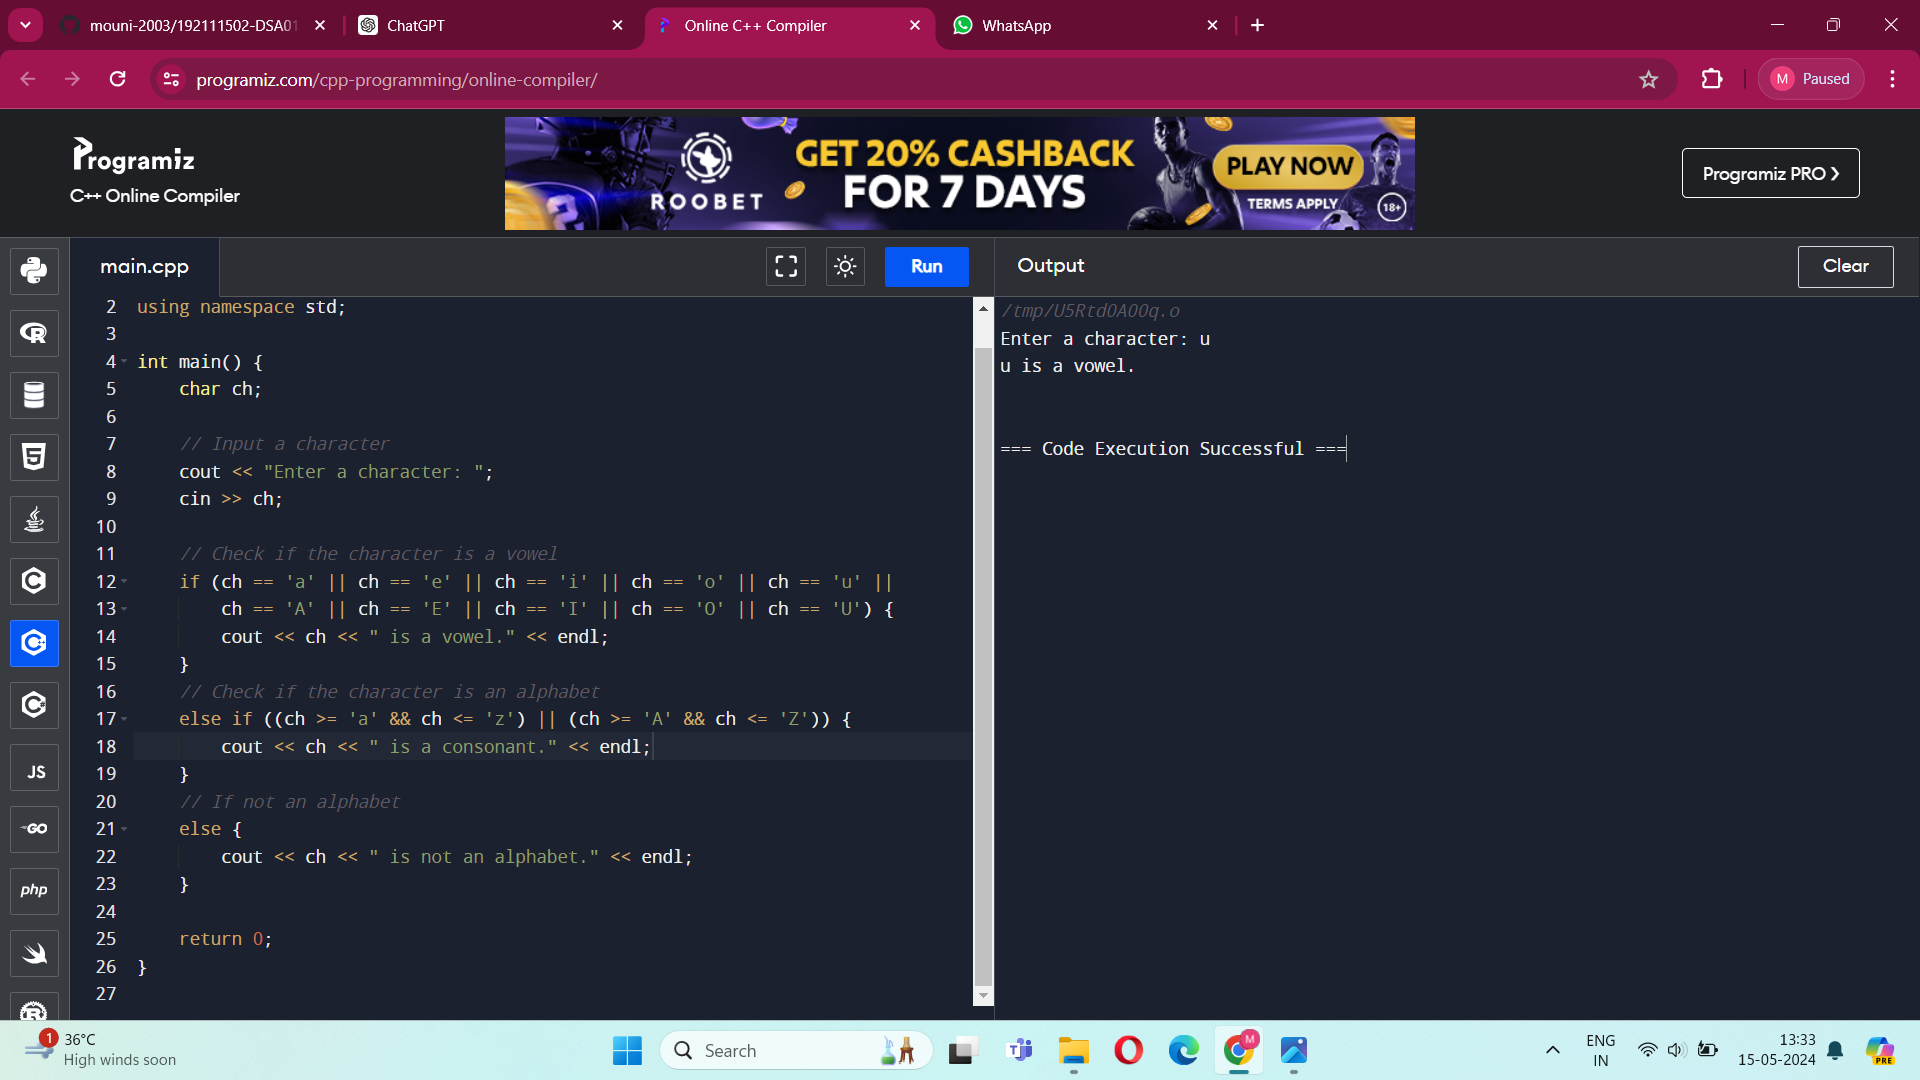 mouni-2003/192111502-DSA01
ChatGPT
Online C++ Compiler
WhatsApp
programiz.com/cpp-programming/online-compiler/
M Paused
Programiz
C++ Online Compiler
ROOBET
GET 20% CASHBACK
FOR 7 DAYS
PLAY NOW
TERMS APPLY
18+
Programiz PRO ❯
main.cpp
Run
Output
Clear
2 using namespace std;
3
4 int main() {
5 char ch;
6
7 // Input a character
8 cout << "Enter a character: ";
9 cin >> ch;
10
11 // Check if the character is a vowel
12 if (ch == 'a' || ch == 'e' || ch == 'i' || ch == 'o' || ch == 'u' ||
13 ch == 'A' || ch == 'E' || ch == 'I' || ch == 'O' || ch == 'U') {
14 cout << ch << " is a vowel." << endl;
15 }
16 // Check if the character is an alphabet
17 else if ((ch >= 'a' && ch <= 'z') || (ch >= 'A' && ch <= 'Z')) {
18 cout << ch << " is a consonant." << endl;
19 }
20 // If not an alphabet
21 else {
22 cout << ch << " is not an alphabet." << endl;
23 }
24
25 return 0;
26 }
27
/tmp/U5RtdOAOOq.o
Enter a character: u
u is a vowel.
=== Code Execution Successful ===
JS
GO
php
1
36°C
High winds soon
Search
M
ENG
IN
13:33
15-05-2024
PRE